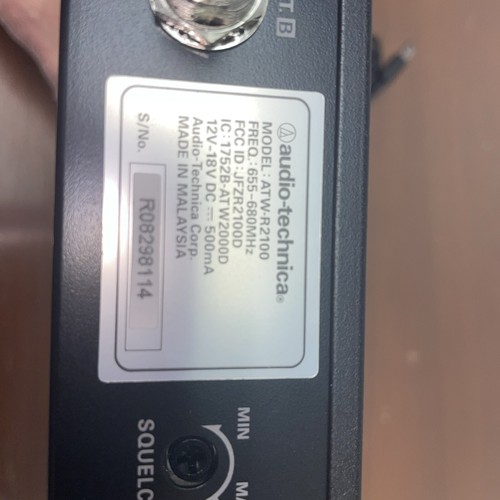 T. B
audio-technica®
MODEL: ATW-R2100
FREQ.: 655-680MHz
FCC ID: JFZR2100D
IC: 1752B-ATW2000D
12V-18V DC ⎓ 500mA
Audio-Technica Corp.
MADE IN MALAYSIA
S/No. R08298114
MIN MA
SQUELC